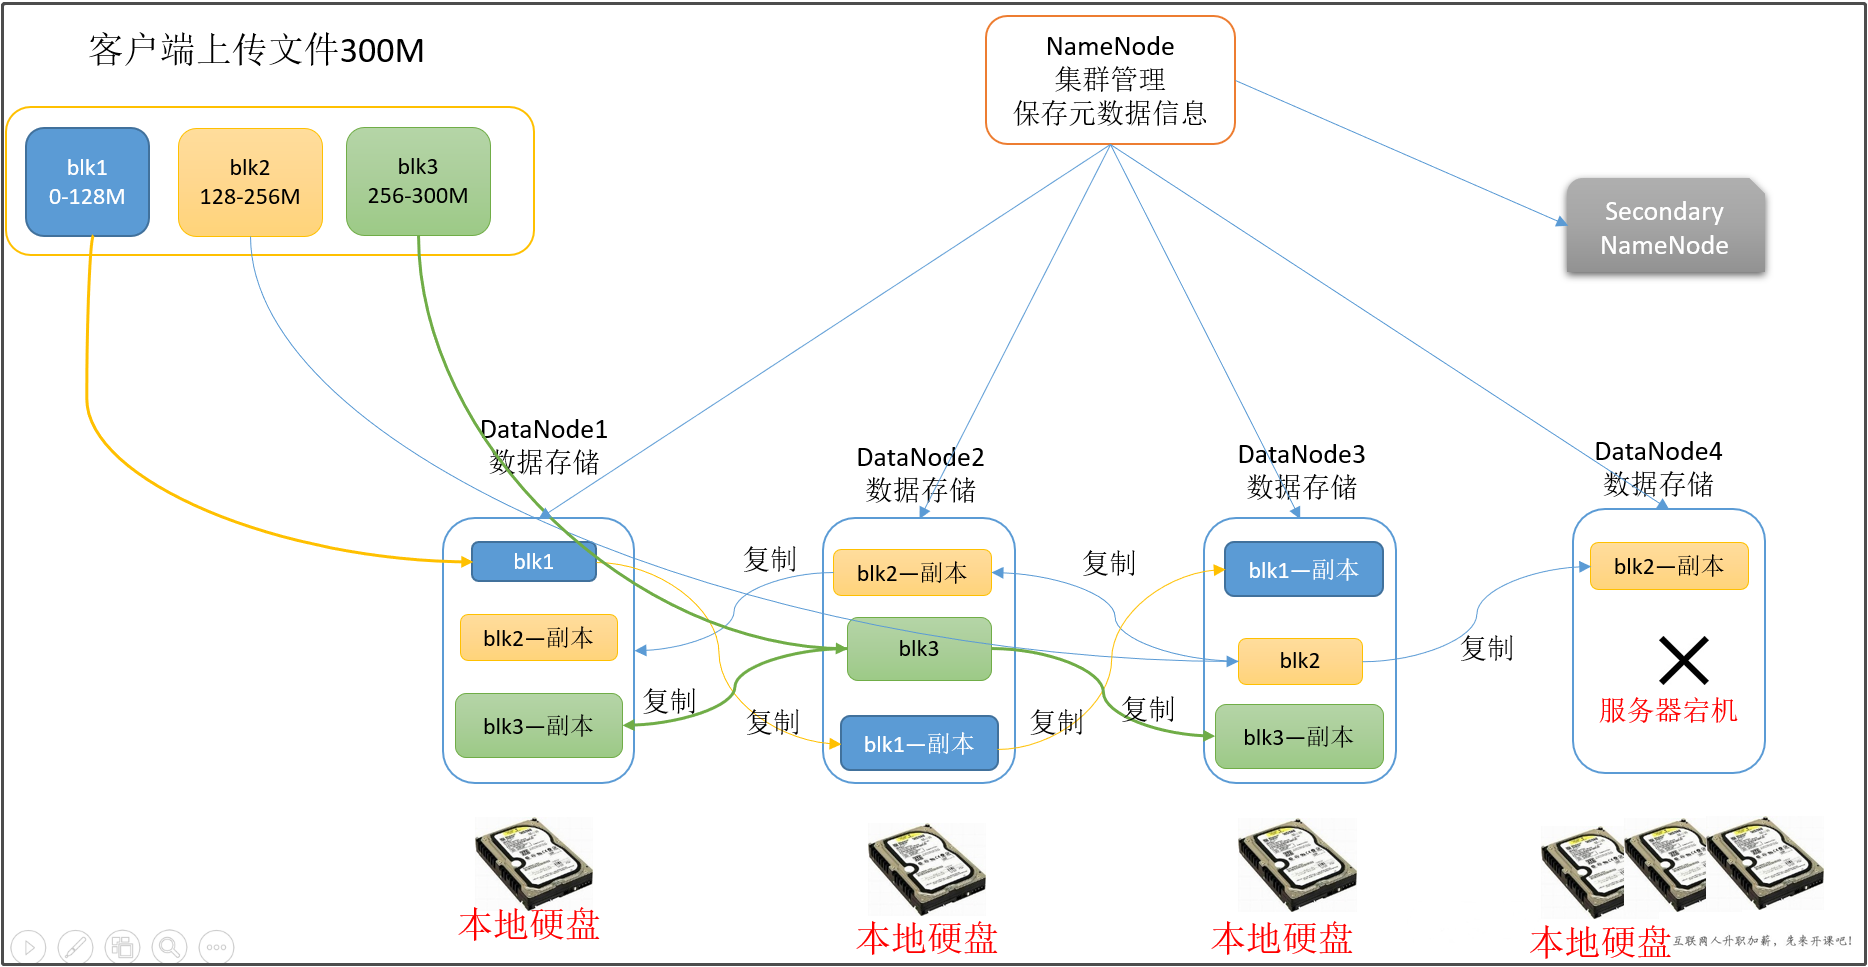 客户端上传文件300M
NameNode
集群管理
保存元数据信息
blk1
0-128M
blk2
128-256M
blk3
256-300M
Secondary
NameNode
DataNode1
数据存储
DataNode2
数据存储
DataNode3
数据存储
DataNode4
数据存储
blk1
blk2—副本
blk3—副本
复制
复制
复制
blk2—副本
blk3
blk1—副本
复制
复制
复制
blk1—副本
blk2
blk3—副本
复制
blk2—副本
服务器宕机
本地硬盘
本地硬盘
本地硬盘
本地硬盘
互联网人升职加薪，先来开课吧!